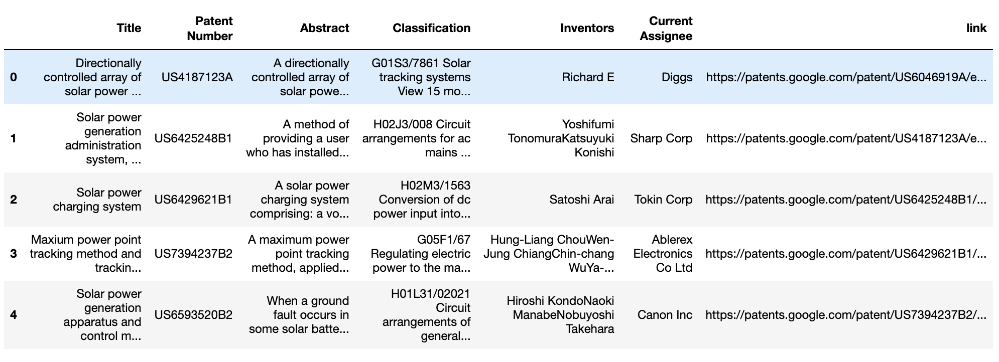 Title Patent Number Abstract Classification Inventors Current Assignee link
0 Directionally controlled array of solar power ... US4187123A A directionally controlled array of solar powe... G01S3/7861 Solar tracking systems View 15 mo... Richard E Diggs https://patents.google.com/patent/US6046919A/e...
1 Solar power generation administration system, ... US6425248B1 A method of providing a user who has installed... H02J3/008 Circuit arrangements for ac mains ... Yoshifumi TonomuraKatsuyuki Konishi Sharp Corp https://patents.google.com/patent/US4187123A/e...
2 Solar power charging system US6429621B1 A solar power charging system comprising: a vo... H02M3/1563 Conversion of dc power input into... Satoshi Arai Tokin Corp https://patents.google.com/patent/US6425248B1/...
3 Maxium power point tracking method and trackin... US7394237B2 A maximum power point tracking method, applied... G05F1/67 Regulating electric power to the ma... Hung-Liang ChouWen-Jung ChiangChin-chang WuYa-... Ablerex Electronics Co Ltd https://patents.google.com/patent/US6429621B1/...
4 Solar power generation apparatus and control m... US6593520B2 When a ground fault occurs in some solar batte... H01L31/02021 Circuit arrangements of general... Hiroshi KondoNaoki ManabeNobuyoshi Takehara Canon Inc https://patents.google.com/patent/US7394237B2/...